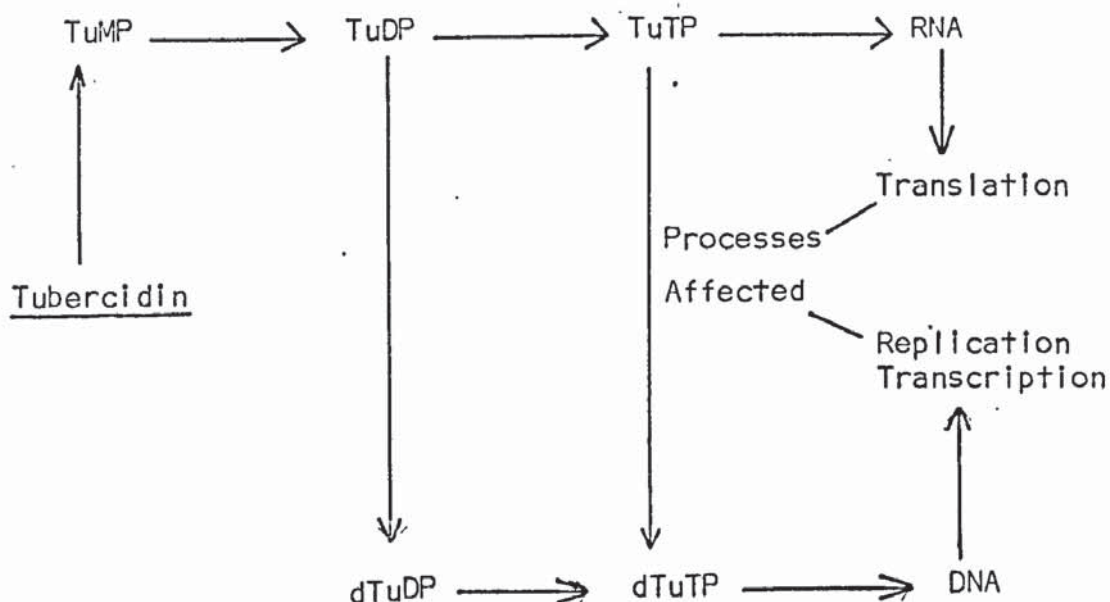 TuMP TuDP TuTP RNA
Translation
Processes
Tubercidin
Affected
Replication
Transcription
dTuDP dTuTP DNA